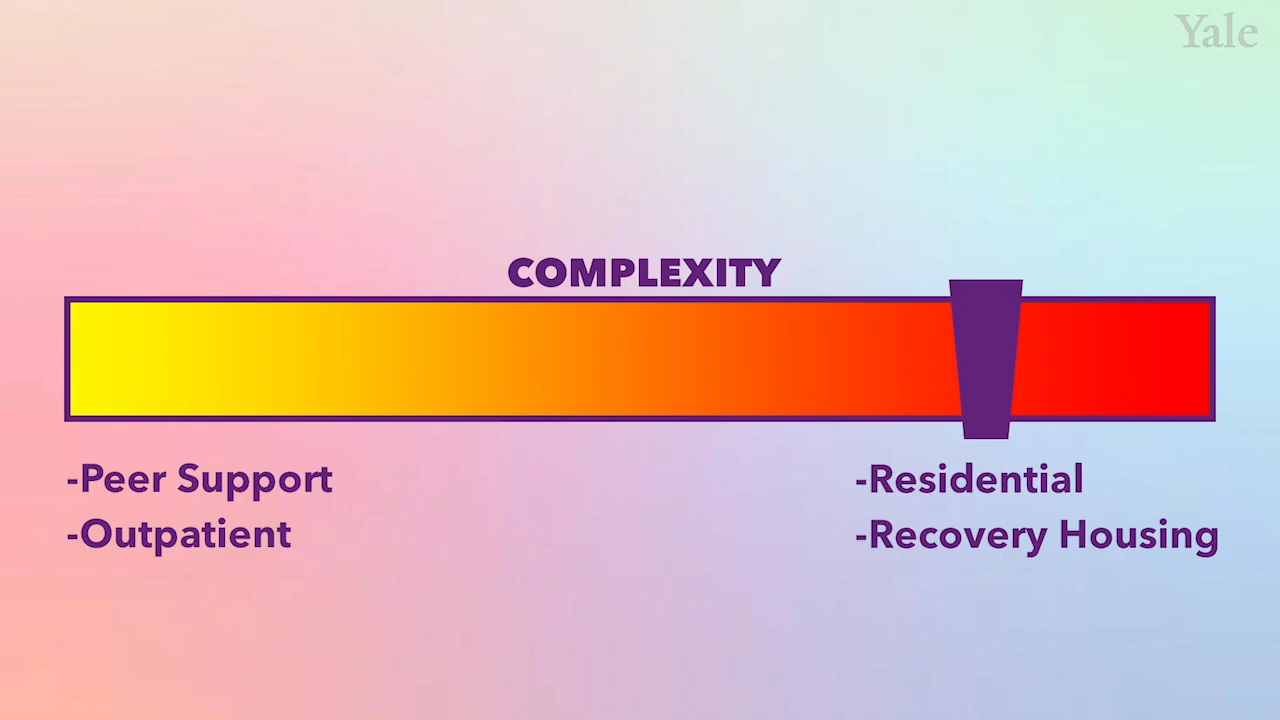 Yale
COMPLEXITY
-Peer Support
-Outpatient
-Residential
-Recovery Housing